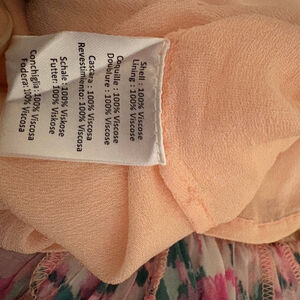 Shell : 100% Viscose
Lining : 100% Viscose
Coquille : 100% Viscose
Doublure : 100% Viscose
Cascara : 100% Viscosa
Revestimento: 100% Viscosa
Schale : 100% Viskose
Futter: 100% Viskose
Conchiglia: 100% Viscosa
Fodera: 100% Viscosa